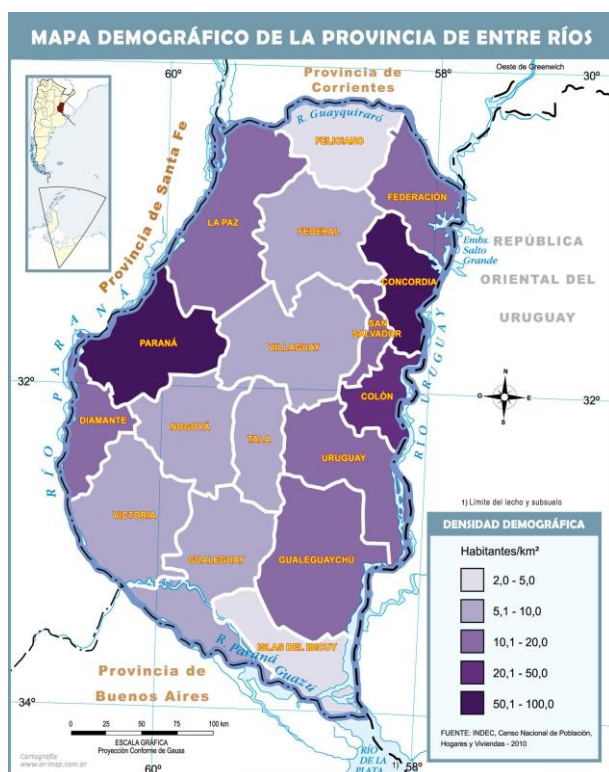 MAPA DEMOGRÁFICO DE LA PROVINCIA DE ENTRE RÍOS
60°
Provincia de
Corrientes
58°
Oeste de Greenwich
30°
R. Guayquiraró
FELICIANO
Provincia de Santa Fe
FEDERACIÓN
LA PAZ
FEDERAL
Embs.
Salto
Grande
REPÚBLICA
ORIENTAL DEL
URUGUAY
CONCORDIA
SAN
SALVADOR
PARANÁ
VILLAGUAY
RÍO PARANÁ
RÍO URUGUAY
32°
COLÓN
32°
N
O
E
S
DIAMANTE
NOGOYÁ
TALA
URUGUAY
VICTORIA
GUALEGUAY
GUALEGUAYCHÚ
1) Límite del lecho y subsuelo
DENSIDAD DEMOGRÁFICA
Habitantes/km²
2,0 - 5,0
5,1 - 10,0
10,1 - 20,0
20,1 - 50,0
50,1 - 100,0
FUENTE: INDEC, Censo Nacional de Población,
Hogares y Viviendas - 2010
ISLAS DEL IBICUY
R. Paraná Guazú
Provincia de
Buenos Aires
34°
0 25 50 75 100 km
ESCALA GRÁFICA
Proyección Conforme de Gauss
Cartografía
www.ar-map.com.ar
60°
RÍO
DE LA
PLATA
1)
58°